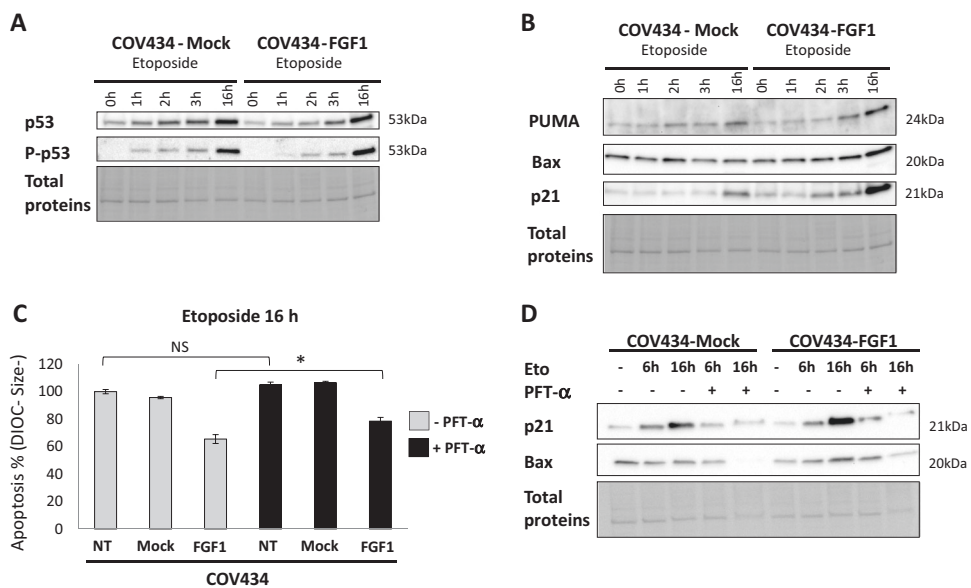 A
COV434 - Mock COV434-FGF1
Etoposide Etoposide
0h 1h 2h 3h 16h 0h 1h 2h 3h 16h
p53 53kDa
P-p53 53kDa
Total
proteins
B
COV434 - Mock COV434-FGF1
Etoposide Etoposide
0h 1h 2h 3h 16h 0h 1h 2h 3h 16h
PUMA 24kDa
Bax 20kDa
p21 21kDa
Total
proteins
C
Etoposide 16 h
NS *
Apoptosis % (DIOC- Size-)
120
100
80
60
40
20
0
- PFT-α
+ PFT-α
NT Mock FGF1 NT Mock FGF1
COV434
D
COV434-Mock COV434-FGF1
Eto - 6h 16h 6h 16h - 6h 16h 6h 16h
PFT-α - - - + + - - - + +
p21 21kDa
Bax 20kDa
Total
proteins